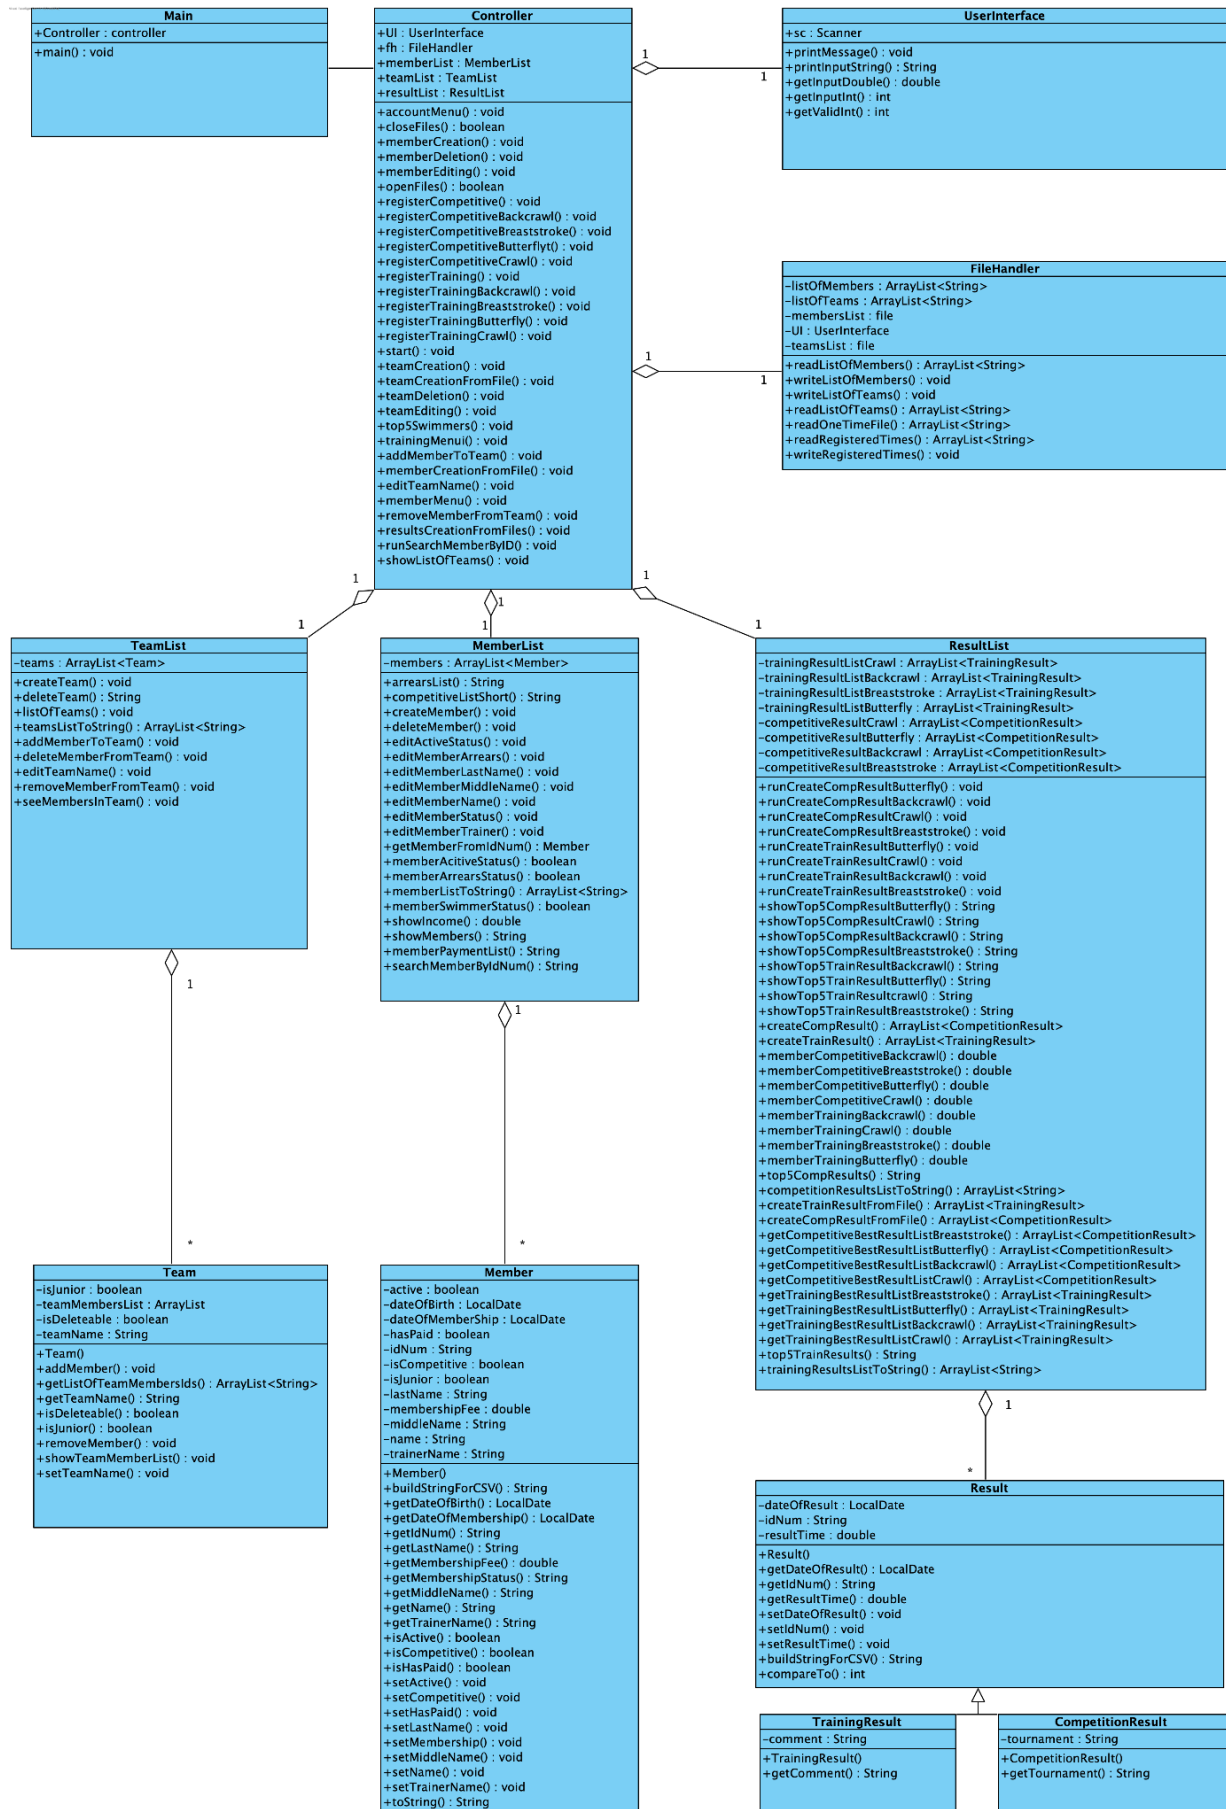 Main
+Controller : controller
+main() : void
Controller
+UI : UserInterface
+fh : FileHandler
+memberList : MemberList
+teamList : TeamList
+resultList : ResultList
+accountMenu() : void
+closeFiles() : boolean
+memberCreation() : void
+memberDeletion() : void
+memberEditing() : void
+openFiles() : boolean
+registerCompetitive() : void
+registerCompetitiveBackcrawl() : void
+registerCompetitiveBreaststroke() : void
+registerCompetitiveButterflyt() : void
+registerCompetitiveCrawl() : void
+registerTraining() : void
+registerTrainingBackcrawl() : void
+registerTrainingBreaststroke() : void
+registerTrainingButterfly() : void
+registerTrainingCrawl() : void
+start() : void
+teamCreation() : void
+teamCreationFromFile() : void
+teamDeletion() : void
+teamEditing() : void
+top5Swimmers() : void
+trainingMenui() : void
+addMemberToTeam() : void
+memberCreationFromFile() : void
+editTeamName() : void
+memberMenu() : void
+removeMemberFromTeam() : void
+resultsCreationFromFiles() : void
+runSearchMemberByID() : void
+showListOfTeams() : void
1
1
UserInterface
+sc : Scanner
+printMessage() : void
+printInputString() : String
+getInputDouble() : double
+getInputInt() : int
+getValidInt() : int
1
1
FileHandler
-listOfMembers : ArrayList<String>
-listOfTeams : ArrayList<String>
-membersList : file
-UI : UserInterface
-teamsList : file
+readListOfMembers() : ArrayList<String>
+writeListOfMembers() : void
+writeListOfTeams() : void
+readListOfTeams() : ArrayList<String>
+readOneTimeFile() : ArrayList<String>
+readRegisteredTimes() : ArrayList<String>
+writeRegisteredTimes() : void
1
1
1
1
1
1
TeamList
-teams : ArrayList<Team>
+createTeam() : void
+deleteTeam() : String
+listOfTeams() : void
+teamsListToString() : ArrayList<String>
+addMemberToTeam() : void
+deleteMemberFromTeam() : void
+editTeamName() : void
+removeMemberFromTeam() : void
+seeMembersInTeam() : void
1
*
MemberList
-members : ArrayList<Member>
+arrearsList() : String
+competitiveListShort() : String
+createMember() : void
+deleteMember() : void
+editActiveStatus() : void
+editMemberArrears() : void
+editMemberLastName() : void
+editMemberMiddleName() : void
+editMemberName() : void
+editMemberStatus() : void
+editMemberTrainer() : void
+getMemberFromIdNum() : Member
+memberAcitiveStatus() : boolean
+memberArrearsStatus() : boolean
+memberListToString() : ArrayList<String>
+memberSwimmerStatus() : boolean
+showIncome() : double
+showMembers() : String
+memberPaymentList() : String
+searchMemberByIdNum() : String
1
*
ResultList
-trainingResultListCrawl : ArrayList<TrainingResult>
-trainingResultListBackcrawl : ArrayList<TrainingResult>
-trainingResultListBreaststroke : ArrayList<TrainingResult>
-trainingResultListButterfly : ArrayList<TrainingResult>
-competitiveResultCrawl : ArrayList<CompetitionResult>
-competitiveResultButterfly : ArrayList<CompetitionResult>
-competitiveResultBackcrawl : ArrayList<CompetitionResult>
-competitiveResultBreaststroke : ArrayList<CompetitionResult>
+runCreateCompResultButterfly() : void
+runCreateCompResultBackcrawl() : void
+runCreateCompResultCrawl() : void
+runCreateCompResultBreaststroke() : void
+runCreateTrainResultButterfly() : void
+runCreateTrainResultCrawl() : void
+runCreateTrainResultBackcrawl() : void
+runCreateTrainResultBreaststroke() : void
+showTop5CompResultButterfly() : String
+showTop5CompResultCrawl() : String
+showTop5CompResultBackcrawl() : String
+showTop5CompResultBreaststroke() : String
+showTop5TrainResultBackcrawl() : String
+showTop5TrainResultButterfly() : String
+showTop5TrainResultcrawl() : String
+showTop5TrainResultBreaststroke() : String
+createCompResult() : ArrayList<CompetitionResult>
+createTrainResult() : ArrayList<TrainingResult>
+memberCompetitiveBackcrawl() : double
+memberCompetitiveBreaststroke() : double
+memberCompetitiveButterfly() : double
+memberCompetitiveCrawl() : double
+memberTrainingBackcrawl() : double
+memberTrainingCrawl() : double
+memberTrainingBreaststroke() : double
+memberTrainingButterfly() : double
+top5CompResults() : String
+competitionResultsListToString() : ArrayList<String>
+createTrainResultFromFile() : ArrayList<TrainingResult>
+createCompResultFromFile() : ArrayList<CompetitionResult>
+getCompetitiveBestResultListBreaststroke() : ArrayList<CompetitionResult>
+getCompetitiveBestResultListButterfly() : ArrayList<CompetitionResult>
+getCompetitiveBestResultListBackcrawl() : ArrayList<CompetitionResult>
+getCompetitiveBestResultListCrawl() : ArrayList<CompetitionResult>
+getTrainingBestResultListBreaststroke() : ArrayList<TrainingResult>
+getTrainingBestResultListButterfly() : ArrayList<TrainingResult>
+getTrainingBestResultListBackcrawl() : ArrayList<TrainingResult>
+getTrainingBestResultListCrawl() : ArrayList<TrainingResult>
+top5TrainResults() : String
+trainingResultsListToString() : ArrayList<String>
1
*
Team
-isJunior : boolean
-teamMembersList : ArrayList
-isDeleteable : boolean
-teamName : String
+Team()
+addMember() : void
+getListOfTeamMembersIds() : ArrayList<String>
+getTeamName() : String
+isDeleteable() : boolean
+isJunior() : boolean
+removeMember() : void
+showTeamMemberList() : void
+setTeamName() : void
Member
-active : boolean
-dateOfBirth : LocalDate
-dateOfMemberShip : LocalDate
-hasPaid : boolean
-idNum : String
-isCompetitive : boolean
-isJunior : boolean
-lastName : String
-membershipFee : double
-middleName : String
-name : String
-trainerName : String
+Member()
+buildStringForCSV() : String
+getDateOfBirth() : LocalDate
+getDateOfMembership() : LocalDate
+getIdNum() : String
+getLastName() : String
+getMembershipFee() : double
+getMembershipStatus() : String
+getMiddleName() : String
+getName() : String
+getTrainerName() : String
+isActive() : boolean
+isCompetitive() : boolean
+isHasPaid() : boolean
+setActive() : void
+setCompetitive() : void
+setHasPaid() : void
+setLastName() : void
+setMembership() : void
+setMiddleName() : void
+setName() : void
+setTrainerName() : void
+toString() : String
Result
-dateOfResult : LocalDate
-idNum : String
-resultTime : double
+Result()
+getDateOfResult() : LocalDate
+getIdNum() : String
+getResultTime() : double
+setDateOfResult() : void
+setIdNum() : void
+setResultTime() : void
+buildStringForCSV() : String
+compareTo() : int
TrainingResult
-comment : String
+TrainingResult()
+getComment() : String
CompetitionResult
-tournament : String
+CompetitionResult()
+getTournament() : String